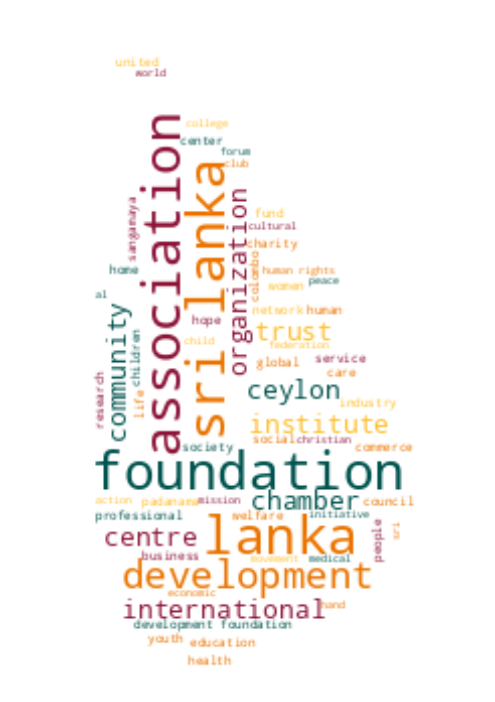 united
world
college
center
forum
club
association
sri lanka
organization
sangamaya
fund
cultural
charity
home
colombo
human rights
peace
women
al
community
network
human
hope
trust
children
child
federation
global
service
care
research
life
ceylon
industry
institute
social
christian
society
commerce
foundation
action
padanama
mission
chamber
council
professional
welfare
initiative
centre
lanka
people
sri
business
movement
medical
development
economic
international
hand
development foundation
youth
education
health